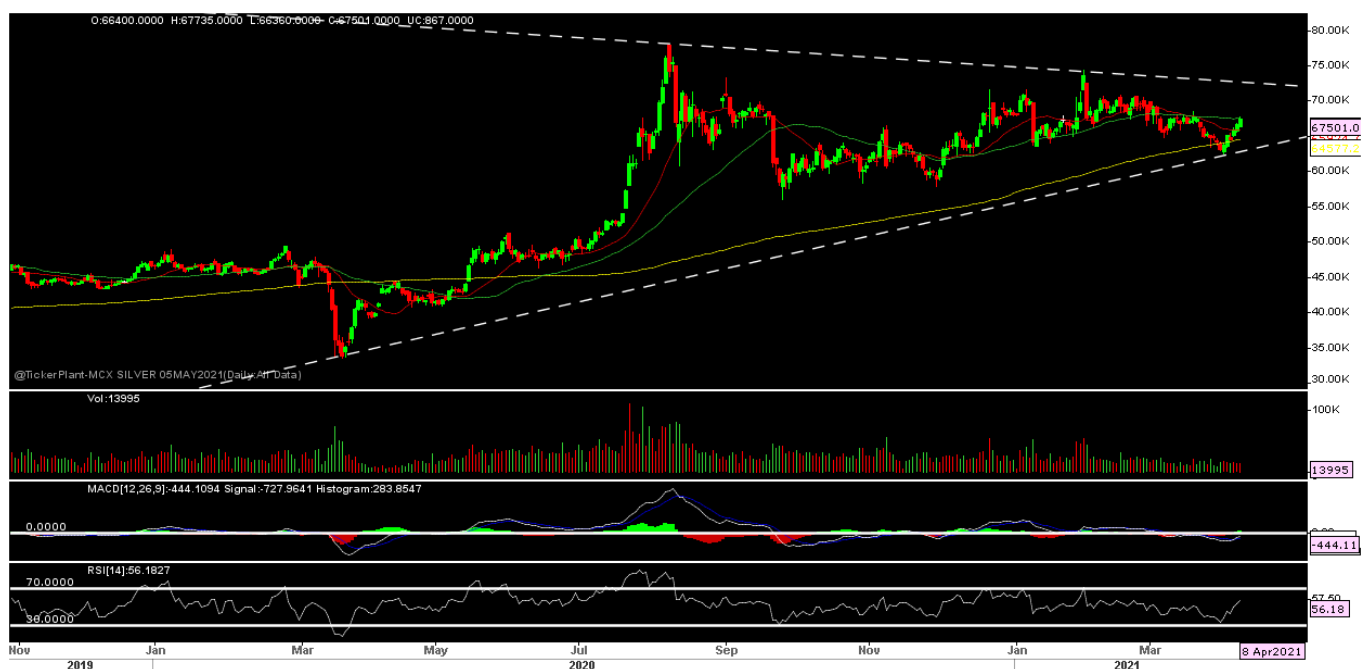 O:66400.0000 H:67735.0000 L:66360.0000 C:67501.0000 UC:867.0000
80.00K
75.00K
70.00K
67501.0
64577.2
60.00K
55.00K
50.00K
45.00K
40.00K
35.00K
30.00K
@TickerPlant-MCX SILVER 05MAY2021(Daily:All Data)
Vol:13995
100K
13995
MACD[12,26,9]:-444.1094 Signal:-727.9641 Histogram:283.8547
0.0000
-444.11
RSI[14]:56.1827
70.0000
57.50
56.18
30.0000
Nov Jan Mar May Jul Sep Nov Jan Mar 8 Apr2021
2019 2020 2021